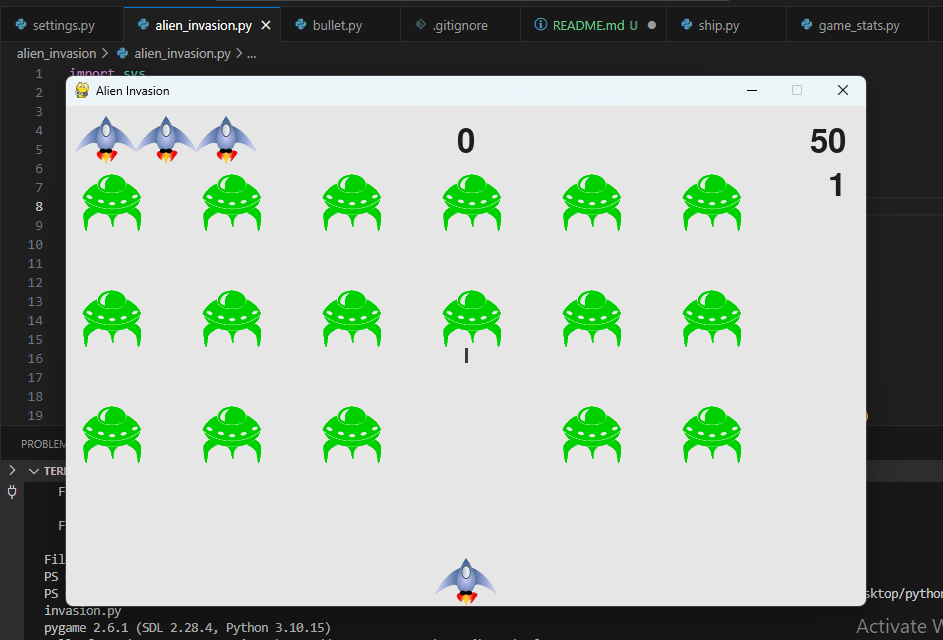 settings.py alien_invasion.py bullet.py .gitignore README.md U ship.py game_stats.py
alien_invasion > alien_invasion.py > ...
1 import sys
2
Alien Invasion
3
4
0 50
5
6
7
1
8
9
10
11
12
13
14
15
16
17
18
19
PROBLEM
TER
F
F
Fil
PS
PS sktop/python
invasion.py
pygame 2.6.1 (SDL 2.28.4, Python 3.10.15)
Activate W